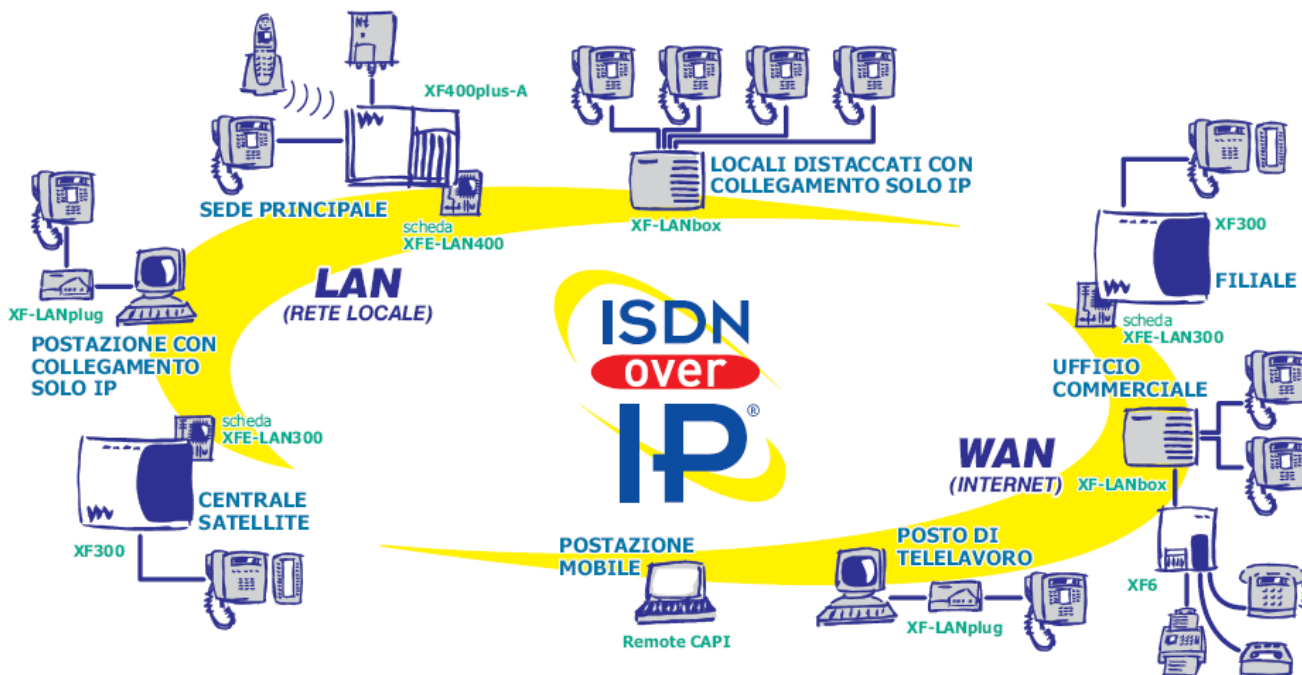 XF400plus-A
SEDE PRINCIPALE
scheda
XFE-LAN400
LOCALI DISTACCATI CON
COLLEGAMENTO SOLO IP
XF-LANbox
XF300
FILIALE
scheda
XFE-LAN300
LAN
(RETE LOCALE)
XF-LANplug
POSTAZIONE CON
COLLEGAMENTO
SOLO IP
ISDN
over
IP®
UFFICIO
COMMERCIALE
scheda
XFE-LAN300
CENTRALE
SATELLITE
XF300
WAN
(INTERNET)
XF-LANbox
POSTAZIONE
MOBILE
Remote CAPI
POSTO DI
TELELAVORO
XF-LANplug
XF6